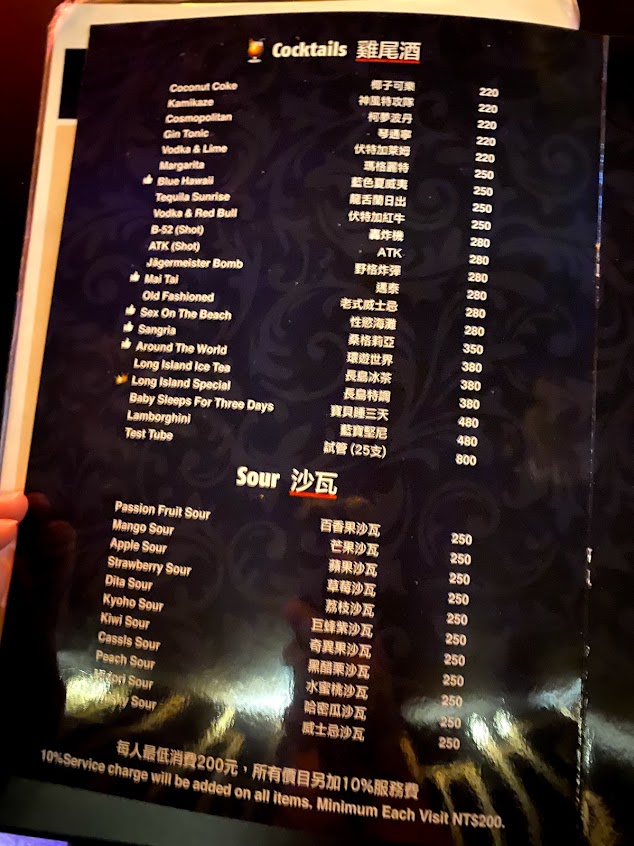 Cocktails 雞尾酒
Coconut Coke 椰子可樂 220
Kamikaze 神風特攻隊 220
Cosmopolitan 柯夢波丹 220
Gin Tonic 琴通寧 220
Vodka & Lime 伏特加萊姆 220
Margarita 瑪格麗特 250
Blue Hawaii 藍色夏威夷 250
Tequila Sunrise 龍舌蘭日出 250
Vodka & Red Bull 伏特加紅牛 250
B-52 (Shot) 轟炸機 280
ATK (Shot) ATK 280
Jägermeister Bomb 野格炸彈 280
Mai Tai 邁泰 280
Old Fashioned 老式威士忌 280
Sex On The Beach 性慾海灘 280
Sangria 桑格莉亞 350
Around The World 環遊世界 380
Long Island Ice Tea 長島冰茶 380
Long Island Special 長島特調 380
Baby Sleeps For Three Days 寶貝睡三天 480
Lamborghini 藍寶堅尼 480
Test Tube 試管 (25支) 800
Sour 沙瓦
Passion Fruit Sour 百香果沙瓦 250
Mango Sour 芒果沙瓦 250
Apple Sour 蘋果沙瓦 250
Strawberry Sour 草莓沙瓦 250
Dita Sour 荔枝沙瓦 250
Kyoho Sour 巨蜂葉沙瓦 250
Kiwi Sour 奇異果沙瓦 250
Cassis Sour 黑醋栗沙瓦 250
Peach Sour 水蜜桃沙瓦 250
Sour 哈密瓜沙瓦 250
Sour 威士忌沙瓦 250
每人最低消費200元，所有價目另加10%服務費
10%Service charge will be added on all items. Minimum Each Visit NT$200.